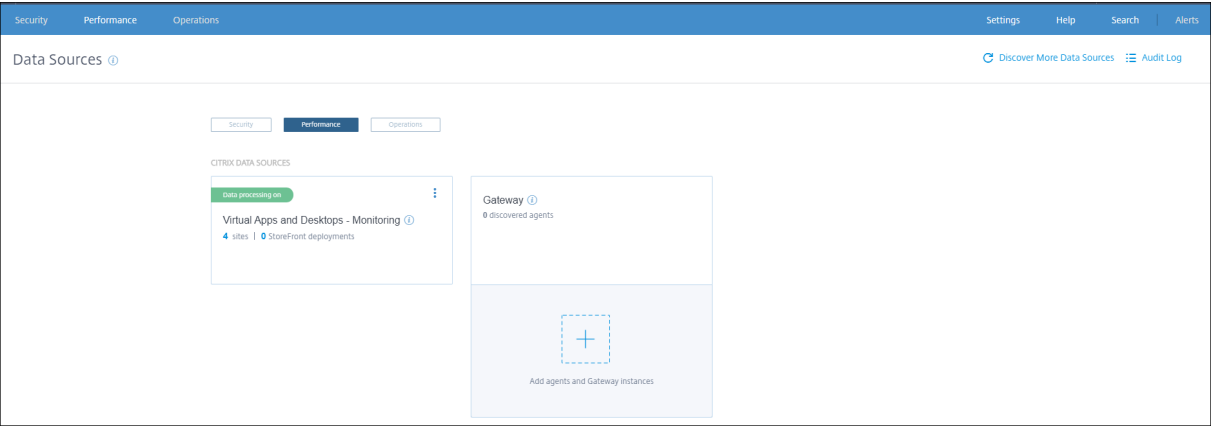 Security Performance Operations Settings Help Search Alerts
Data Sources Discover More Data Sources Audit Log
Security Performance Operations
CITRIX DATA SOURCES
Data processing on
Virtual Apps and Desktops - Monitoring
4 sites | 0 StoreFront deployments
Gateway
0 discovered agents
Add agents and Gateway instances